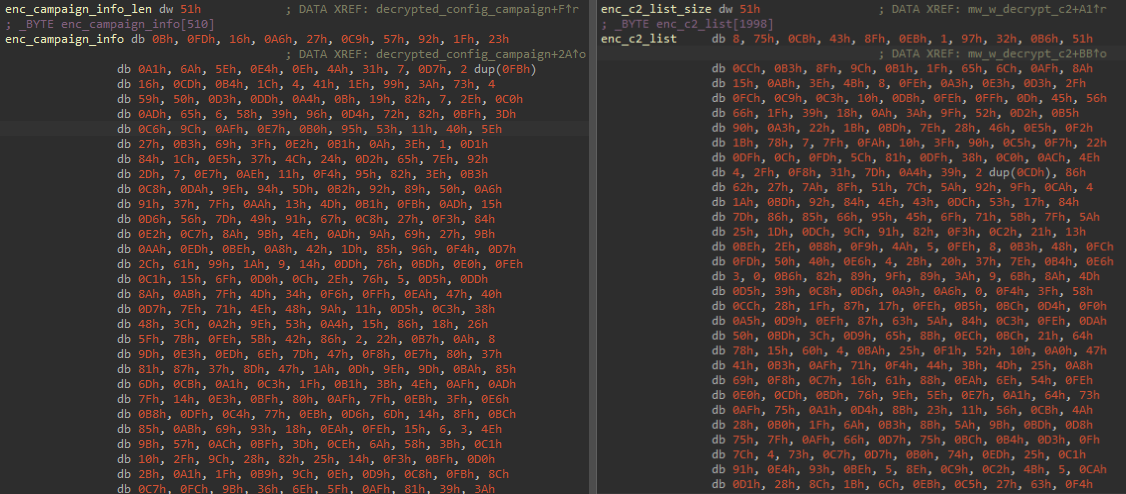 enc_campaign_info_len dw 51h ; DATA XREF: decrypted_config_campaign+F↑r
; _BYTE enc_campaign_info[510]
enc_campaign_info db 0Bh, 0FDh, 16h, 0A6h, 27h, 0C9h, 57h, 92h, 1Fh, 23h
; DATA XREF: decrypted_config_campaign+2A↑o
db 0A1h, 6Ah, 5Eh, 0E4h, 0Eh, 4Ah, 31h, 7, 0D7h, 2 dup(0FBh)
db 16h, 0CDh, 0B4h, 1Ch, 4, 41h, 1Eh, 99h, 3Ah, 73h, 4
db 59h, 50h, 0D3h, 0DDh, 0A4h, 0Bh, 19h, 82h, 7, 2Eh, 0C0h
db 0ADh, 65h, 6, 58h, 39h, 96h, 0D4h, 72h, 82h, 0BFh, 3Dh
db 0C6h, 9Ch, 0AFh, 0E7h, 0B0h, 95h, 53h, 11h, 40h, 5Eh
db 27h, 0B3h, 69h, 3Fh, 0E2h, 0B1h, 0Ah, 3Eh, 1, 0D1h
db 84h, 1Ch, 0E5h, 37h, 4Ch, 24h, 0D2h, 65h, 7Eh, 92h
db 2Dh, 7, 0E7h, 0AEh, 11h, 0F4h, 95h, 82h, 3Eh, 0B3h
db 0C8h, 0DAh, 9Eh, 94h, 5Dh, 0B2h, 92h, 89h, 50h, 0A6h
db 91h, 37h, 7Fh, 0AAh, 13h, 4Dh, 0B1h, 0FBh, 0ADh, 15h
db 0D6h, 56h, 7Dh, 49h, 91h, 67h, 0C8h, 27h, 0F3h, 84h
db 0E2h, 0C7h, 8Ah, 9Bh, 4Eh, 0ADh, 9Ah, 69h, 27h, 9Bh
db 0AAh, 0EDh, 0BEh, 0A8h, 42h, 1Dh, 85h, 96h, 0F4h, 0D7h
db 2Ch, 61h, 99h, 1Ah, 9, 14h, 0DDh, 76h, 0BDh, 0E0h, 0FEh
db 0C1h, 15h, 6Fh, 0D0h, 0Ch, 2Eh, 76h, 5, 0D5h, 0DDh
db 8Ah, 0ABh, 7Fh, 4Dh, 34h, 0F6h, 0FFh, 0EAh, 47h, 40h
db 0D7h, 7Eh, 71h, 4Eh, 48h, 9Ah, 11h, 0D5h, 0C3h, 38h
db 48h, 3Ch, 0A2h, 9Eh, 53h, 0A4h, 15h, 86h, 18h, 26h
db 5Fh, 7Bh, 0FEh, 5Bh, 42h, 86h, 2, 22h, 0B7h, 0Ah, 8
db 9Dh, 0E3h, 0EDh, 6Eh, 7Dh, 47h, 0F8h, 0E7h, 80h, 37h
db 81h, 87h, 37h, 8Dh, 47h, 1Ah, 0Dh, 9Eh, 9Dh, 0BAh, 85h
db 6Dh, 0CBh, 0A1h, 0C3h, 1Fh, 0B1h, 3Bh, 4Eh, 0AFh, 0ADh
db 7Fh, 14h, 0E3h, 0BFh, 80h, 0AFh, 7Fh, 0EBh, 3Fh, 0E6h
db 0B8h, 0DFh, 0C4h, 77h, 0EBh, 0D6h, 6Dh, 14h, 8Fh, 0BCh
db 85h, 0ABh, 69h, 93h, 18h, 0EAh, 0FEh, 15h, 6, 3, 4Eh
db 9Bh, 57h, 0ACh, 0BFh, 3Dh, 0CEh, 6Ah, 58h, 3Bh, 0C1h
db 10h, 2Fh, 9Ch, 28h, 82h, 25h, 14h, 0F3h, 0BFh, 0D0h
db 2Bh, 0A1h, 1Fh, 0B9h, 9Ch, 0Eh, 0D9h, 0C8h, 0FBh, 8Ch
db 0C7h, 0FCh, 9Bh, 36h, 6Eh, 5Fh, 0AFh, 81h, 39h, 3Ah
enc_c2_list_size dw 51h ; DATA XREF: mw_w_decrypt_c2+A1↑r
; _BYTE enc_c2_list[1998]
enc_c2_list db 8, 75h, 0CBh, 43h, 8Fh, 0EBh, 1, 97h, 32h, 0B6h, 51h
; DATA XREF: mw_w_decrypt_c2+BB↑o
db 0CCh, 0B3h, 8Fh, 9Ch, 0B1h, 1Fh, 65h, 6Ch, 0AFh, 8Ah
db 15h, 0ABh, 3Eh, 4Bh, 8, 0FEh, 0A3h, 0E3h, 0D3h, 2Fh
db 0FCh, 0C9h, 0C3h, 10h, 0DBh, 0FEh, 0FFh, 0Dh, 45h, 56h
db 66h, 1Fh, 39h, 18h, 0Ah, 3Ah, 9Fh, 52h, 0D2h, 0B5h
db 90h, 0A3h, 22h, 1Bh, 0BDh, 7Eh, 28h, 46h, 0E5h, 0F2h
db 1Bh, 78h, 7, 7Fh, 0FAh, 10h, 3Fh, 90h, 0C5h, 0F7h, 22h
db 0DFh, 0Ch, 0FDh, 5Ch, 81h, 0DFh, 38h, 0C0h, 0ACh, 4Eh
db 4, 2Fh, 0F8h, 31h, 7Dh, 0A4h, 39h, 2 dup(0CDh), 86h
db 62h, 27h, 7Ah, 8Fh, 51h, 7Ch, 5Ah, 92h, 9Fh, 0CAh, 4
db 1Ah, 0BDh, 92h, 84h, 4Eh, 43h, 0DCh, 53h, 17h, 84h
db 7Dh, 86h, 85h, 66h, 95h, 45h, 6Fh, 71h, 5Bh, 7Fh, 5Ah
db 25h, 1Dh, 0DCh, 9Ch, 91h, 82h, 0F3h, 0C2h, 21h, 13h
db 0BEh, 2Eh, 0B8h, 0F9h, 4Ah, 5, 0FEh, 8, 0B3h, 48h, 0FCh
db 0FDh, 50h, 40h, 0E6h, 4, 2Bh, 20h, 37h, 7Eh, 0B4h, 0E6h
db 3, 0, 0B6h, 82h, 89h, 9Fh, 89h, 3Ah, 9, 6Bh, 8Ah, 4Dh
db 0D5h, 39h, 0C8h, 0D6h, 0A9h, 0A6h, 0, 0F4h, 3Fh, 58h
db 0CCh, 28h, 1Fh, 87h, 17h, 0FEh, 0B5h, 0BCh, 0D4h, 0F0h
db 0A5h, 0D9h, 0EFh, 87h, 63h, 5Ah, 84h, 0C3h, 0FEh, 0DAh
db 50h, 0BDh, 3Ch, 0D9h, 65h, 8Bh, 0ECh, 0BCh, 21h, 64h
db 78h, 15h, 60h, 4, 0BAh, 25h, 0F1h, 52h, 10h, 0A0h, 47h
db 41h, 0B3h, 0AFh, 71h, 0F4h, 44h, 3Bh, 4Dh, 25h, 0A8h
db 69h, 0F8h, 0C7h, 16h, 61h, 88h, 0EAh, 6Eh, 54h, 0FEh
db 0E0h, 0CDh, 0BDh, 76h, 9Eh, 5Eh, 0E7h, 0A1h, 64h, 73h
db 0AFh, 75h, 0A1h, 0D4h, 8Bh, 23h, 11h, 56h, 0CBh, 4Ah
db 28h, 0B0h, 1Fh, 6Ah, 0B3h, 8Bh, 5Ah, 9Bh, 0BDh, 0D8h
db 75h, 7Fh, 0AFh, 66h, 0D7h, 75h, 0BCh, 0B4h, 0D3h, 0Fh
db 7Ch, 4, 73h, 0C7h, 0D7h, 0B0h, 74h, 0EDh, 25h, 0C1h
db 91h, 0E4h, 93h, 0BEh, 5, 8Eh, 0C9h, 0C2h, 48h, 5, 0CAh
db 0D1h, 28h, 8Ch, 1Bh, 6Ch, 0EBh, 0C5h, 27h, 63h, 0F4h